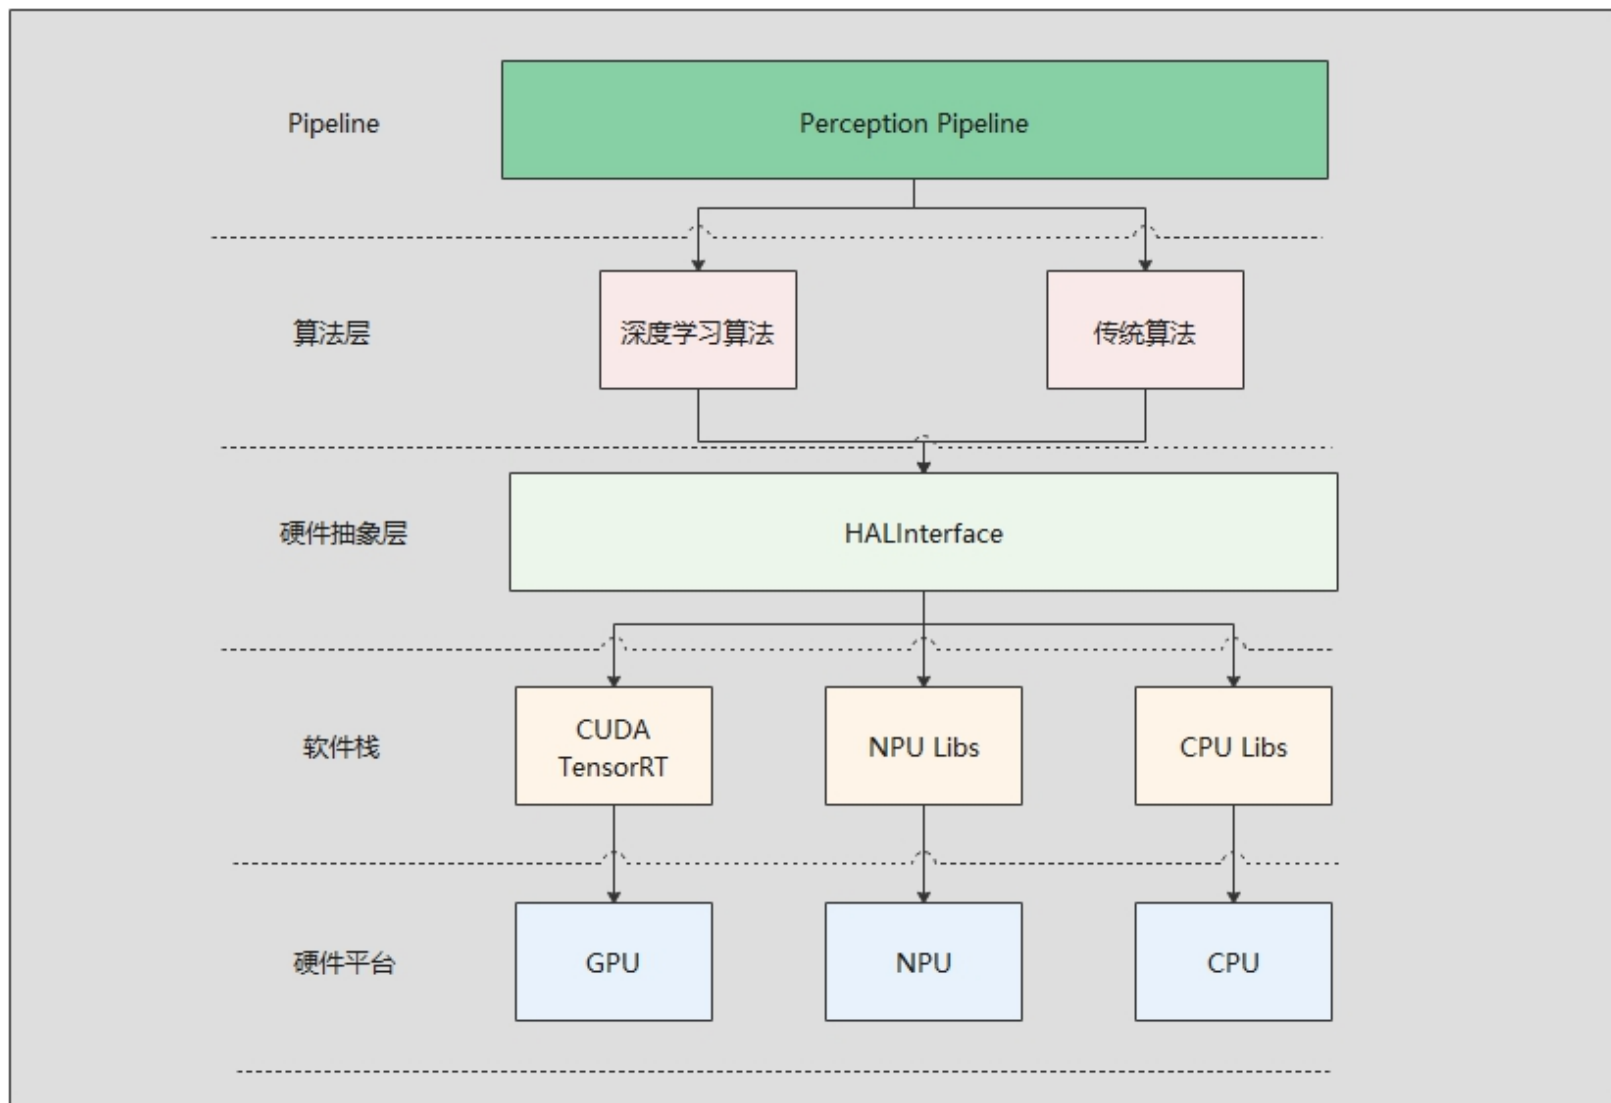 Pipeline
Perception Pipeline
算法层
深度学习算法
传统算法
硬件抽象层
HALInterface
软件栈
CUDA
TensorRT
NPU Libs
CPU Libs
硬件平台
GPU
NPU
CPU